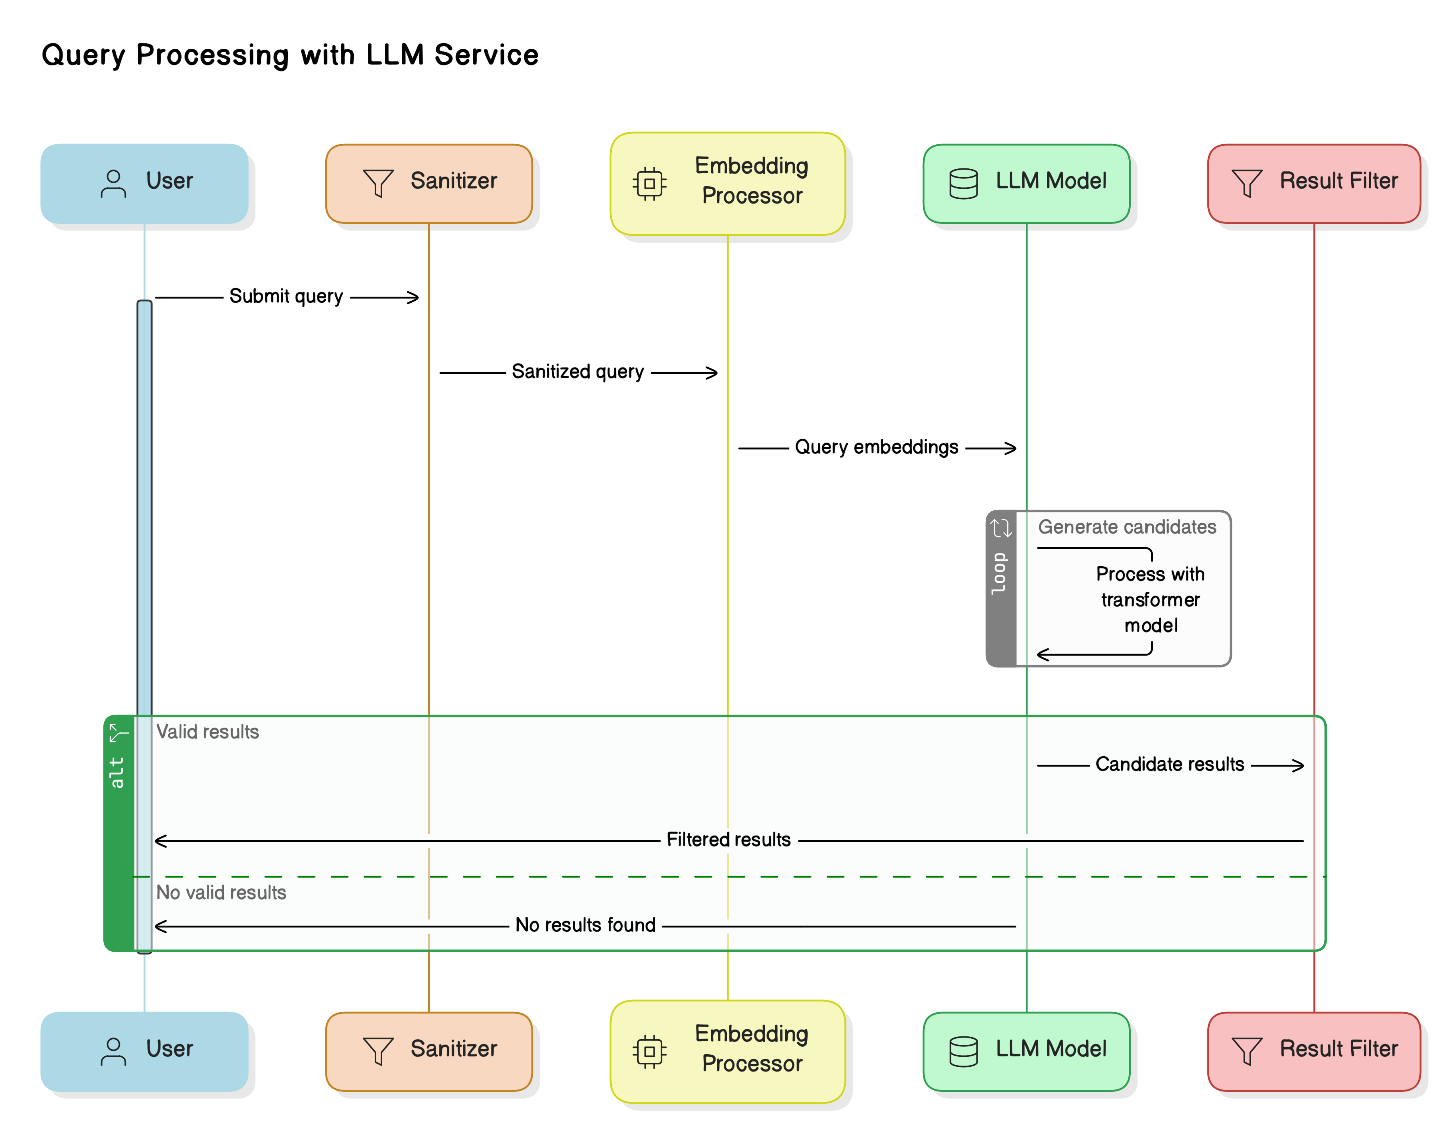 Query Processing with LLM Service
User
Sanitizer
Embedding
Processor
LLM Model
Result Filter
Submit query
Sanitized query
Query embeddings
loop
Generate candidates
Process with
transformer
model
alt
Valid results
Candidate results
Filtered results
No valid results
No results found
User
Sanitizer
Embedding
Processor
LLM Model
Result Filter